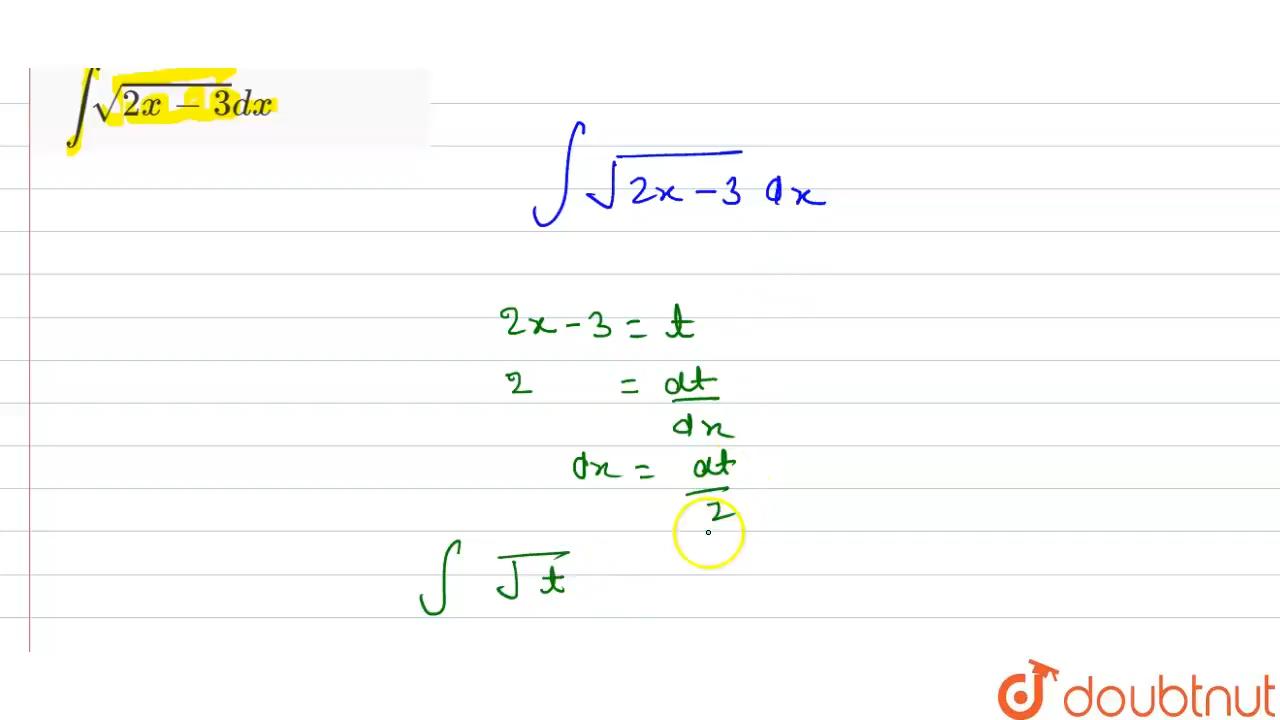 ∫√(2x − 3)dx
∫ √(2x − 3) dx
2x − 3 = t
2 = dt/dx
dx = dt/2
∫ √t
doubtnut